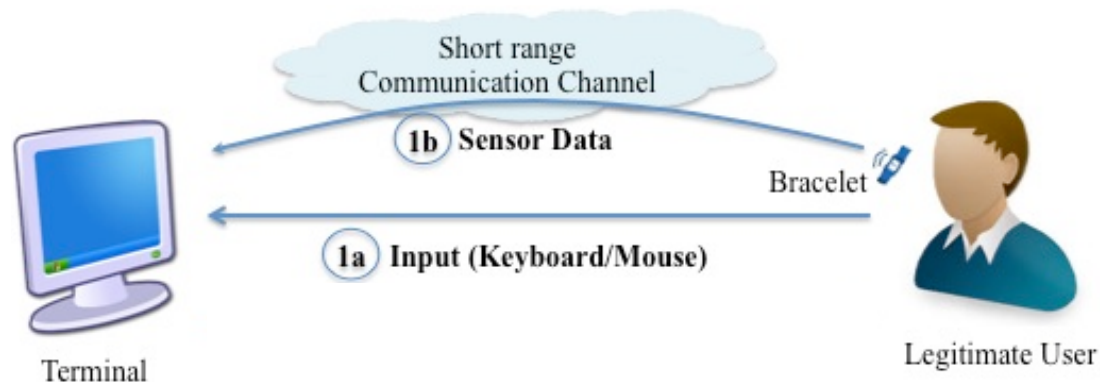 Short range
Communication Channel
1b Sensor Data
Bracelet
1a Input (Keyboard/Mouse)
Legitimate User
Terminal